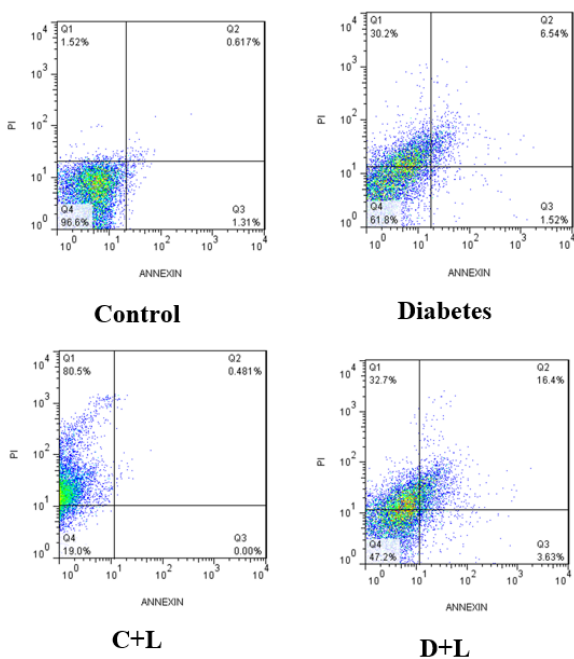 Q1
1.52%
Q2
0.617%
Q4
96.6%
Q3
1.31%
10^4
10^3
10^2
10^1
10^0
PI
10^0 10^1 10^2 10^3 10^4
ANNEXIN
Control
Q1
30.2%
Q2
6.54%
Q4
61.8%
Q3
1.52%
10^4
10^3
10^2
10^1
10^0
PI
10^0 10^1 10^2 10^3 10^4
ANNEXIN
Diabetes
Q1
80.5%
Q2
0.481%
Q4
19.0%
Q3
0.00%
10^4
10^3
10^2
10^1
10^0
PI
10^0 10^1 10^2 10^3 10^4
ANNEXIN
C+L
Q1
32.7%
Q2
16.4%
Q4
47.2%
Q3
3.63%
10^4
10^3
10^2
10^1
10^0
PI
10^0 10^1 10^2 10^3 10^4
ANNEXIN
D+L